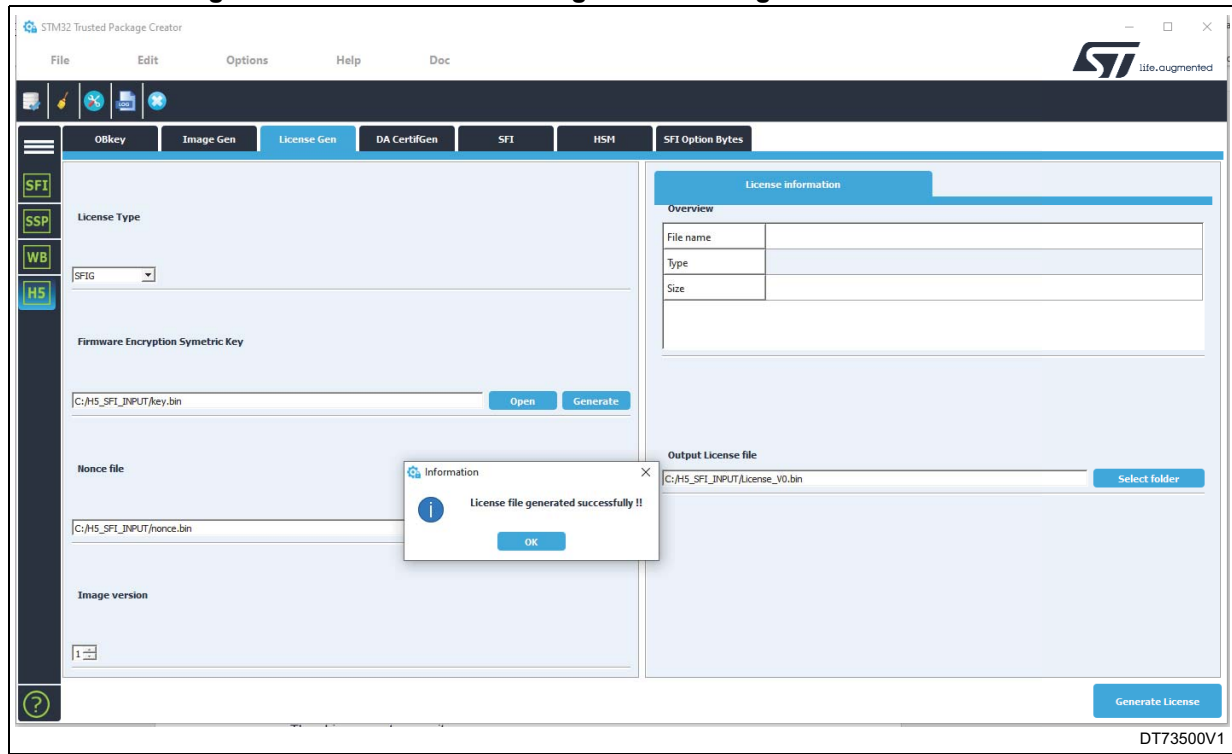 STM32 Trusted Package Creator
File Edit Options Help Doc
life.augmented
LOG
OBkey Image Gen License Gen DA CertifGen SFI HSM SFI Option Bytes
SFI
SSP
WB
H5
License Type
SFIG
Firmware Encryption Symetric Key
C:/H5_SFI_INPUT/key.bin Open Generate
Nonce file
C:/H5_SFI_INPUT/nonce.bin
Image version
1
License information
Overview
File name
Type
Size
Output License file
C:/H5_SFI_INPUT/License_V0.bin Select folder
Information
License file generated successfully !!
OK
Generate License
DT73500V1